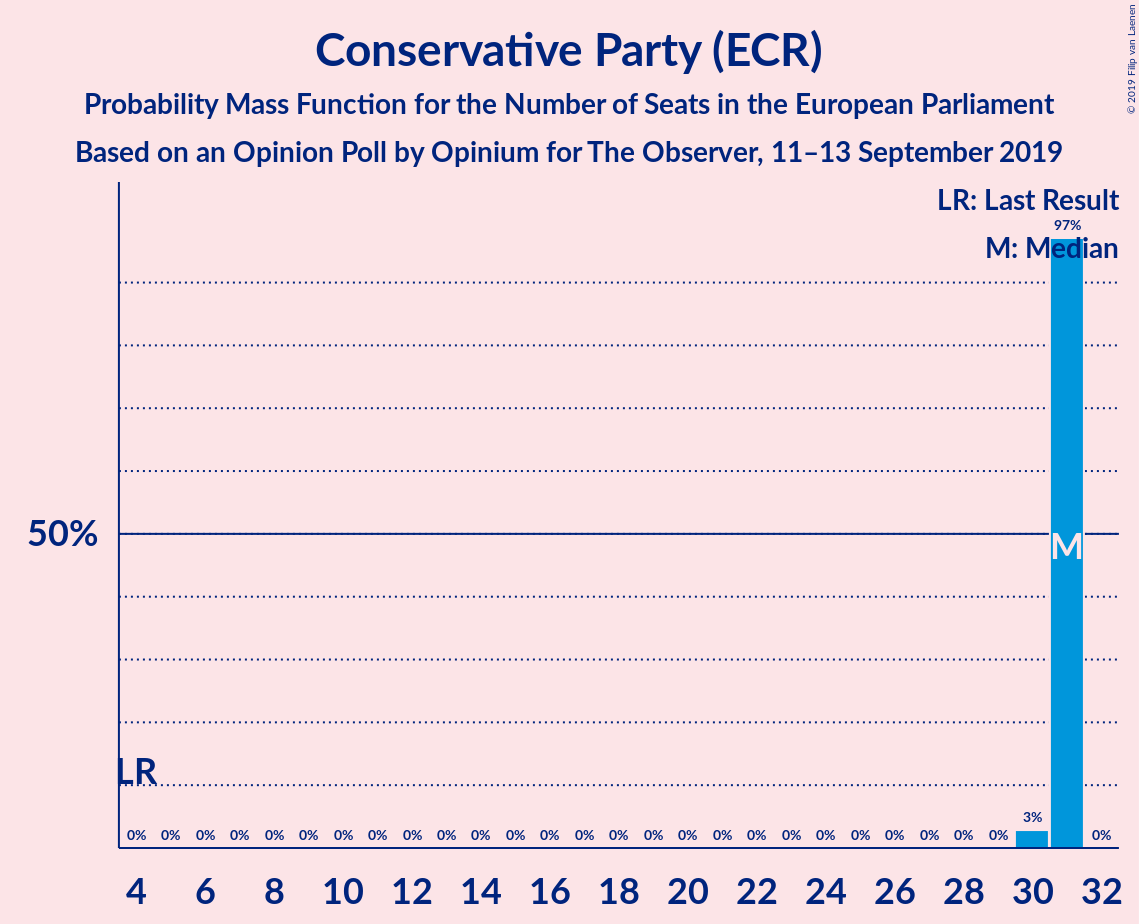 Conservative Party (ECR)
Probability Mass Function for the Number of Seats in the European Parliament
Based on an Opinion Poll by Opinium for The Observer, 11–13 September 2019
© 2019 Filip van Laenen
LR: Last Result
97%
M: Median
50%
M
LR
3%
0% 0% 0% 0% 0% 0% 0% 0% 0% 0% 0% 0% 0% 0% 0% 0% 0% 0% 0% 0% 0% 0% 0% 0% 0% 0% 0%
4 6 8 10 12 14 16 18 20 22 24 26 28 30 32